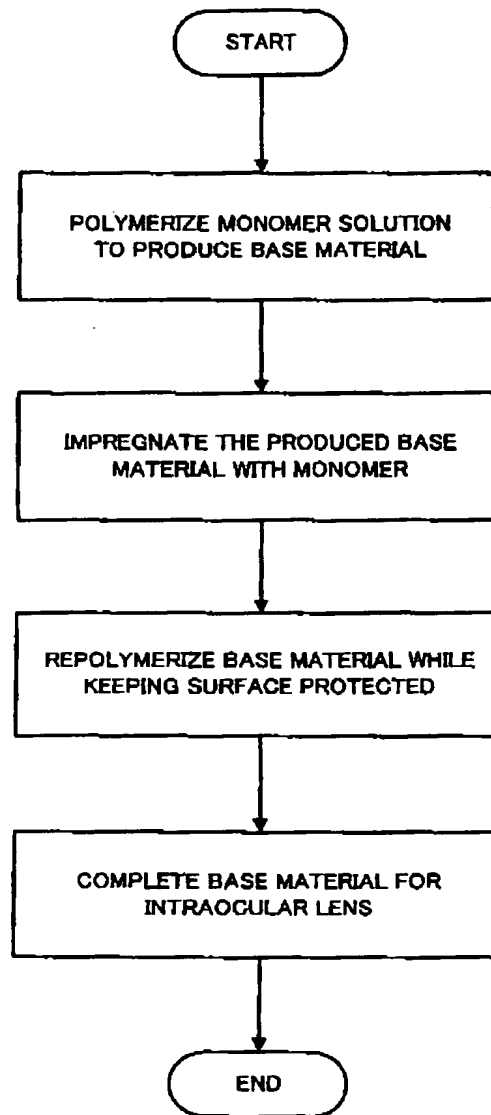 START
POLYMERIZE MONOMER SOLUTION
TO PRODUCE BASE MATERIAL
IMPREGNATE THE PRODUCED BASE
MATERIAL WITH MONOMER
REPOLYMERIZE BASE MATERIAL WHILE
KEEPING SURFACE PROTECTED
COMPLETE BASE MATERIAL FOR
INTRAOCULAR LENS
END